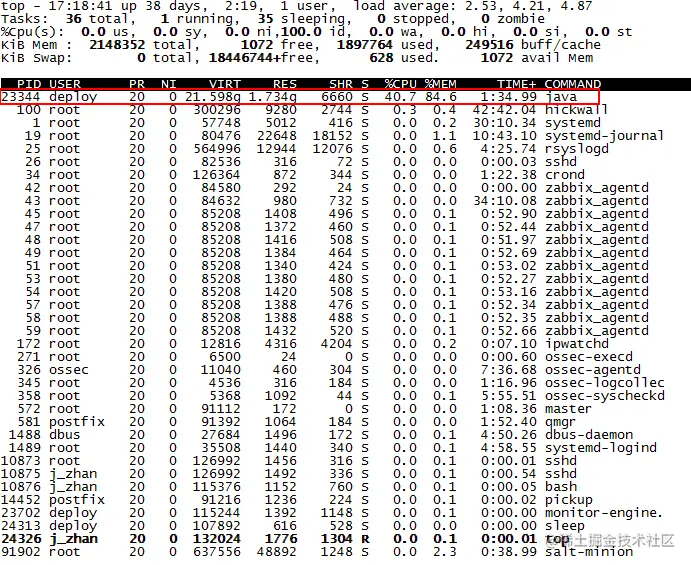 top - 17:18:41 up 38 days,  2:19,  1 user,  load average: 2.53, 4.21, 4.87
Tasks:  36 total,   1 running,  35 sleeping,   0 stopped,   0 zombie
%Cpu(s):  0.0 us,  0.0 sy,  0.0 ni,100.0 id,  0.0 wa,  0.0 hi,  0.0 si,  0.0 st
KiB Mem :  2148352 total,     1072 free,  1897764 used,   249516 buff/cache
KiB Swap:        0 total, 18446744+free,      628 used.     1072 avail Mem
PID USER PR NI VIRT RES SHR S %CPU %MEM TIME+ COMMAND
23344 deploy 20 0 21.598g 1.734g 6660 S 40.7 84.6 1:34.99 java
100 root 20 0 300296 9280 2744 S 0.3 0.4 42:42.04 hickwall
1 root 20 0 57748 5012 416 S 0.0 0.2 30:10.34 systemd
19 root 20 0 80476 22648 18152 S 0.0 1.1 10:43.10 systemd-journal
25 root 20 0 564996 12944 12076 S 0.0 0.6 4:25.74 rsyslogd
26 root 20 0 82536 316 72 S 0.0 0.0 0:00.03 sshd
34 root 20 0 126364 872 344 S 0.0 0.0 1:22.38 crond
42 root 20 0 84580 292 24 S 0.0 0.0 0:00.00 zabbix_agentd
43 root 20 0 84632 980 732 S 0.0 0.0 34:10.08 zabbix_agentd
45 root 20 0 85208 1408 496 S 0.0 0.1 0:52.90 zabbix_agentd
47 root 20 0 85208 1372 460 S 0.0 0.1 0:52.44 zabbix_agentd
48 root 20 0 85208 1416 508 S 0.0 0.1 0:51.97 zabbix_agentd
49 root 20 0 85208 1384 464 S 0.0 0.1 0:52.69 zabbix_agentd
51 root 20 0 85208 1340 424 S 0.0 0.1 0:53.02 zabbix_agentd
53 root 20 0 85208 1380 480 S 0.0 0.1 0:52.27 zabbix_agentd
54 root 20 0 85208 1420 508 S 0.0 0.1 0:53.16 zabbix_agentd
57 root 20 0 85208 1388 476 S 0.0 0.1 0:52.34 zabbix_agentd
58 root 20 0 85208 1388 488 S 0.0 0.1 0:52.35 zabbix_agentd
59 root 20 0 85208 1432 520 S 0.0 0.1 0:52.66 zabbix_agentd
172 root 20 0 12816 4316 4204 S 0.0 0.2 0:07.10 ipwatchd
271 root 20 0 6500 24 0 S 0.0 0.0 0:00.60 ossec-execd
326 ossec 20 0 11040 460 304 S 0.0 0.0 7:36.68 ossec-agentd
345 root 20 0 4536 316 184 S 0.0 0.0 1:16.96 ossec-logcollec
358 root 20 0 5368 1092 44 S 0.0 0.1 5:55.51 ossec-syscheckd
572 root 20 0 91112 172 0 S 0.0 0.0 1:08.36 master
581 postfix 20 0 91392 1064 184 S 0.0 0.0 1:52.40 qmgr
1488 dbus 20 0 27684 1496 172 S 0.0 0.1 4:50.26 dbus-daemon
1489 root 20 0 35508 1440 340 S 0.0 0.1 4:58.55 systemd-logind
10873 root 20 0 126992 1456 316 S 0.0 0.1 0:00.01 sshd
10875 j_zhan 20 0 126992 1492 336 S 0.0 0.1 0:00.54 sshd
10876 j_zhan 20 0 115376 1152 760 S 0.0 0.1 0:00.05 bash
14452 postfix 20 0 91216 1236 224 S 0.0 0.1 0:00.02 pickup
23702 deploy 20 0 115244 1392 1148 S 0.0 0.1 0:00.00 monitor-engine.
24313 deploy 20 0 107892 616 528 S 0.0 0.0 0:00.00 sleep
24326 j_zhan 20 0 132024 1776 1304 R 0.0 0.1 0:00.01 top
91902 root 20 0 637556 48892 1248 S 0.0 2.3 0:38.99 salt-minion
@稀土掘金技术社区